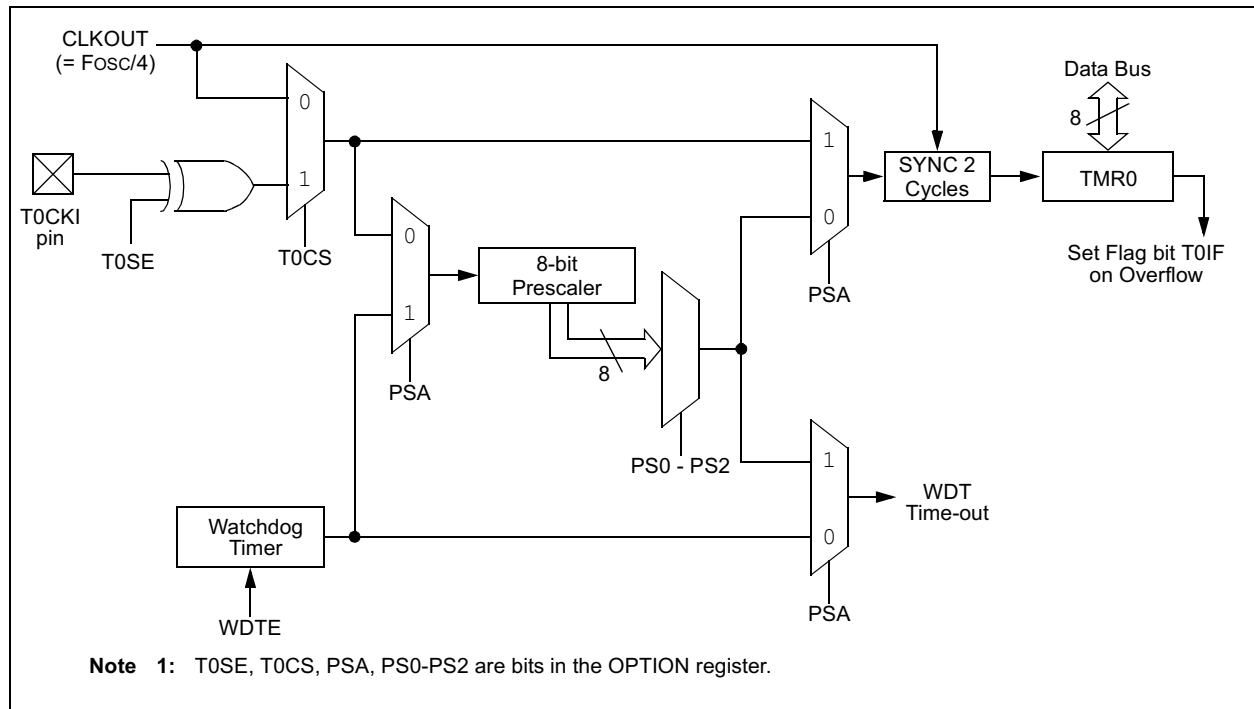 CLKOUT
(= FOSC/4)
T0CKI
pin
T0SE
0
1
T0CS
0
1
PSA
8-bit
Prescaler
8
PS0 - PS2
1
0
PSA
SYNC 2
Cycles
Data Bus
8
TMR0
Set Flag bit T0IF
on Overflow
Watchdog
Timer
WDTE
1
0
PSA
WDT
Time-out
Note 1: T0SE, T0CS, PSA, PS0-PS2 are bits in the OPTION register.